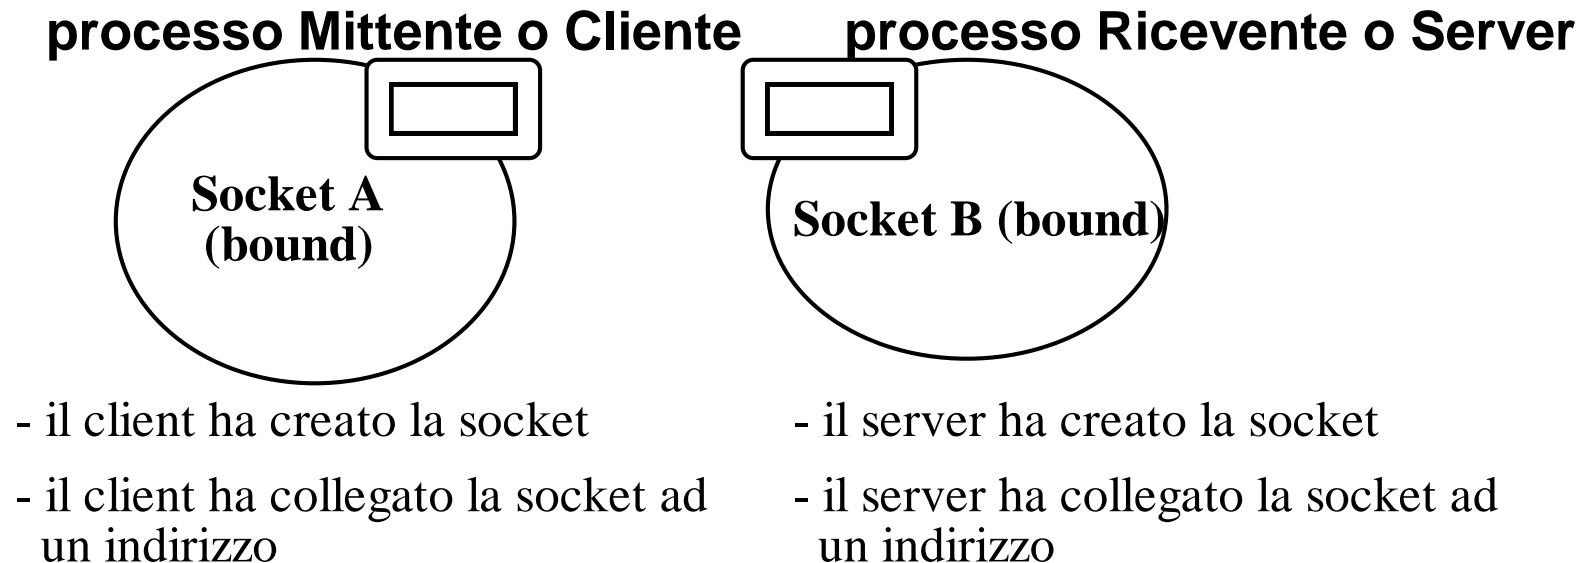 processo Mittente o Cliente
processo Ricevente o Server
Socket A
(bound)
Socket B (bound)
- il client ha creato la socket
- il client ha collegato la socket ad
un indirizzo
- il server ha creato la socket
- il server ha collegato la socket ad
un indirizzo